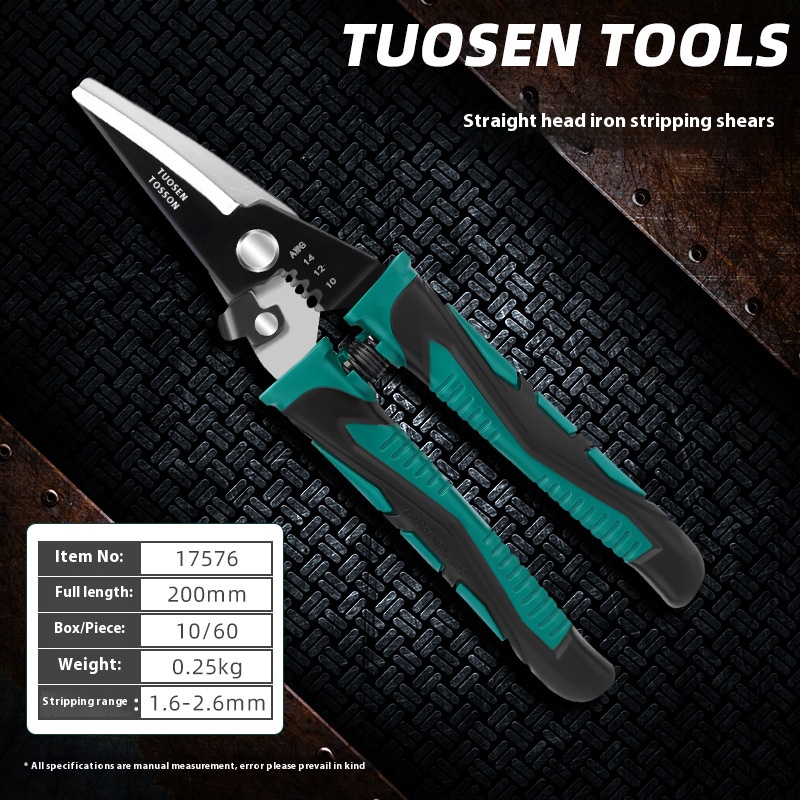 TUOSEN TOOLS
Straight head iron stripping shears
TUOSEN
TOSSON
AWG
14
12
10
Item No: 17576
Full length: 200mm
Box/Piece: 10/60
Weight: 0.25kg
Stripping range : 1.6-2.6mm
* All specifications are manual measurement, error please prevail in kind